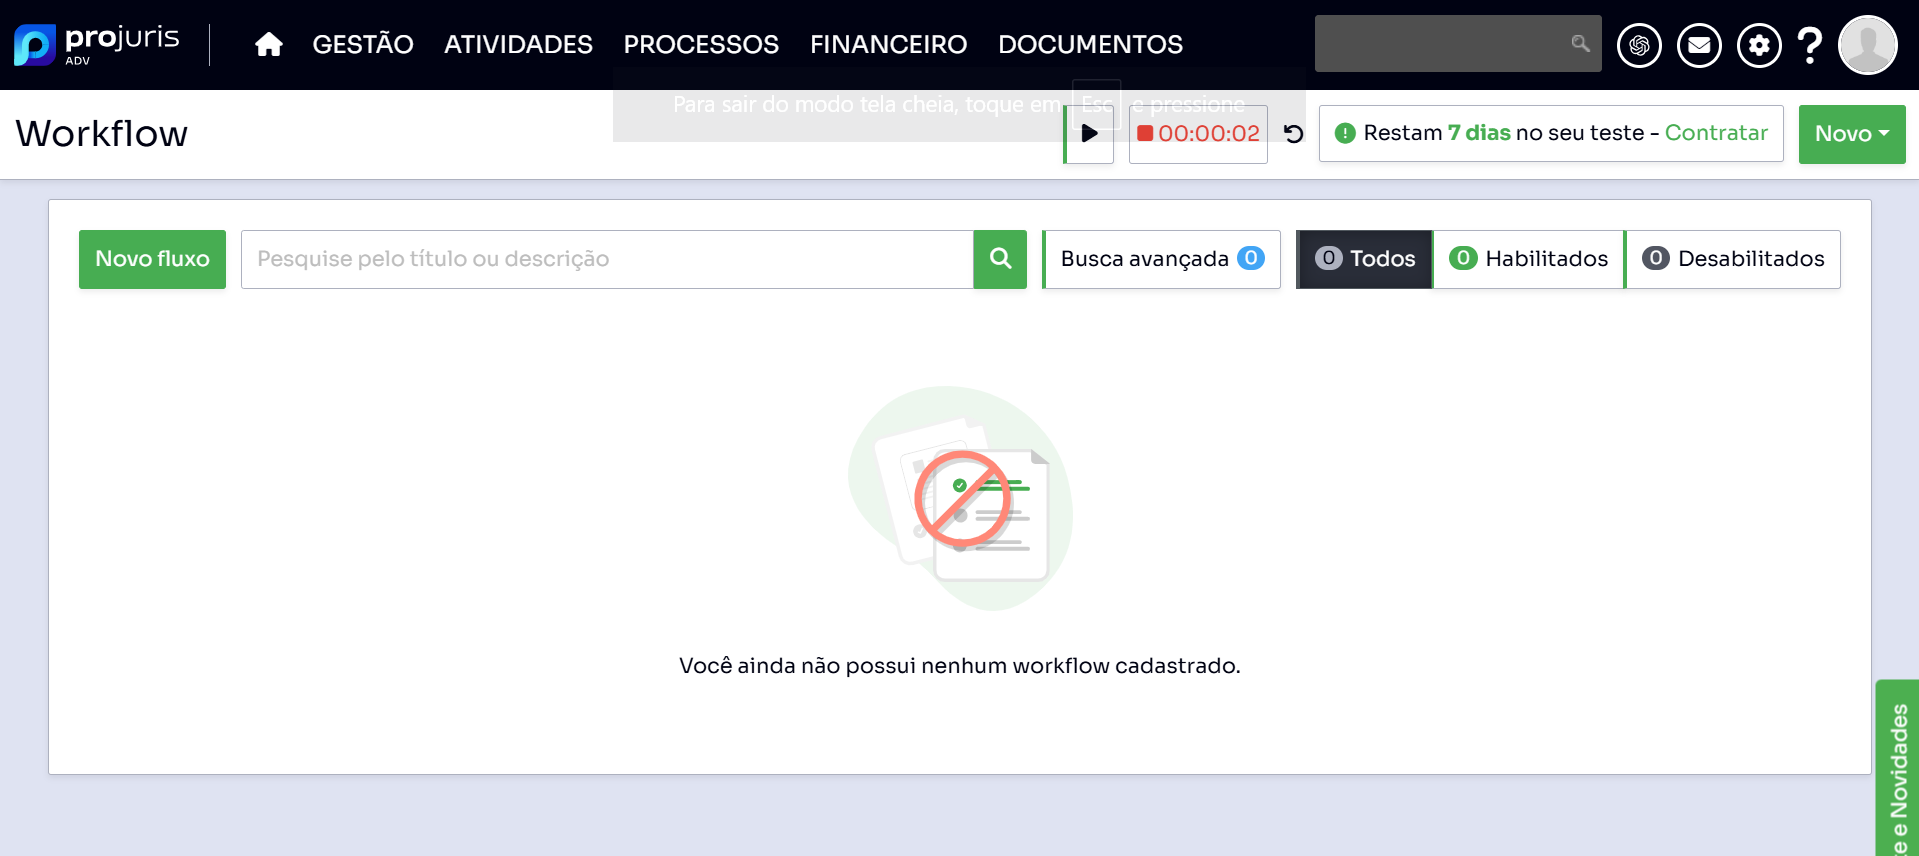 projuris
ADV
GESTÃO
ATIVIDADES
PROCESSOS
FINANCEIRO
DOCUMENTOS
Para sair do modo tela cheia, toque em Esc e pressione
Workflow
00:00:02
Restam 7 dias no seu teste - Contratar
Novo
Novo fluxo
Pesquise pelo título ou descrição
Busca avançada 0
0 Todos
0 Habilitados
0 Desabilitados
Você ainda não possui nenhum workflow cadastrado.
e Novidades